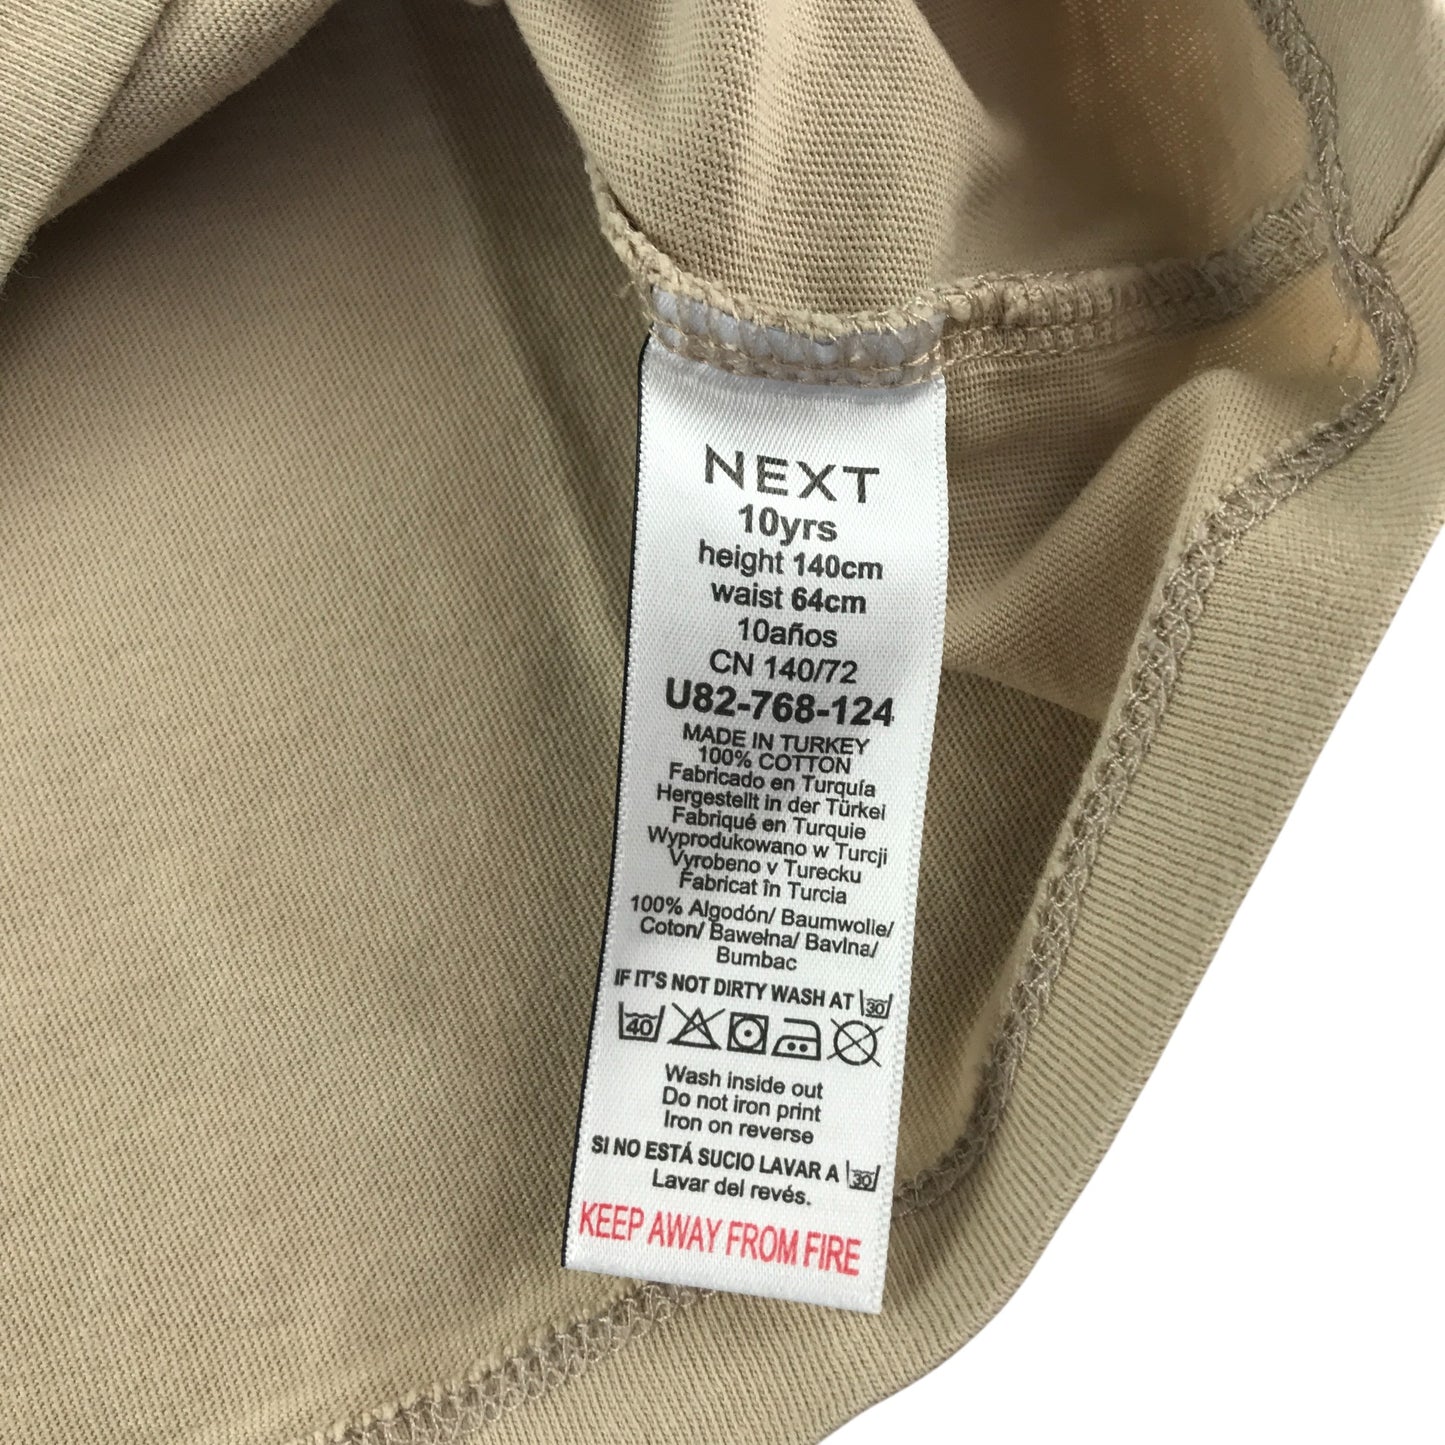 NEXT
10yrs
height 140cm
waist 64cm
10años
CN 140/72
U82-768-124
MADE IN TURKEY
100% COTTON
Fabricado en Turquía
Hergestellt in der Türkei
Fabriqué en Turquie
Wyprodukowano w Turcji
Vyrobeno v Turecku
Fabricat în Turcia
100% Algodón/ Baumwolle/
Coton/ Bawełna/ Bavlna/
Bumbac
IF IT'S NOT DIRTY WASH AT 30
40
Wash inside out
Do not iron print
Iron on reverse
SI NO ESTÁ SUCIO LAVAR A 30
Lavar del revés.
KEEP AWAY FROM FIRE